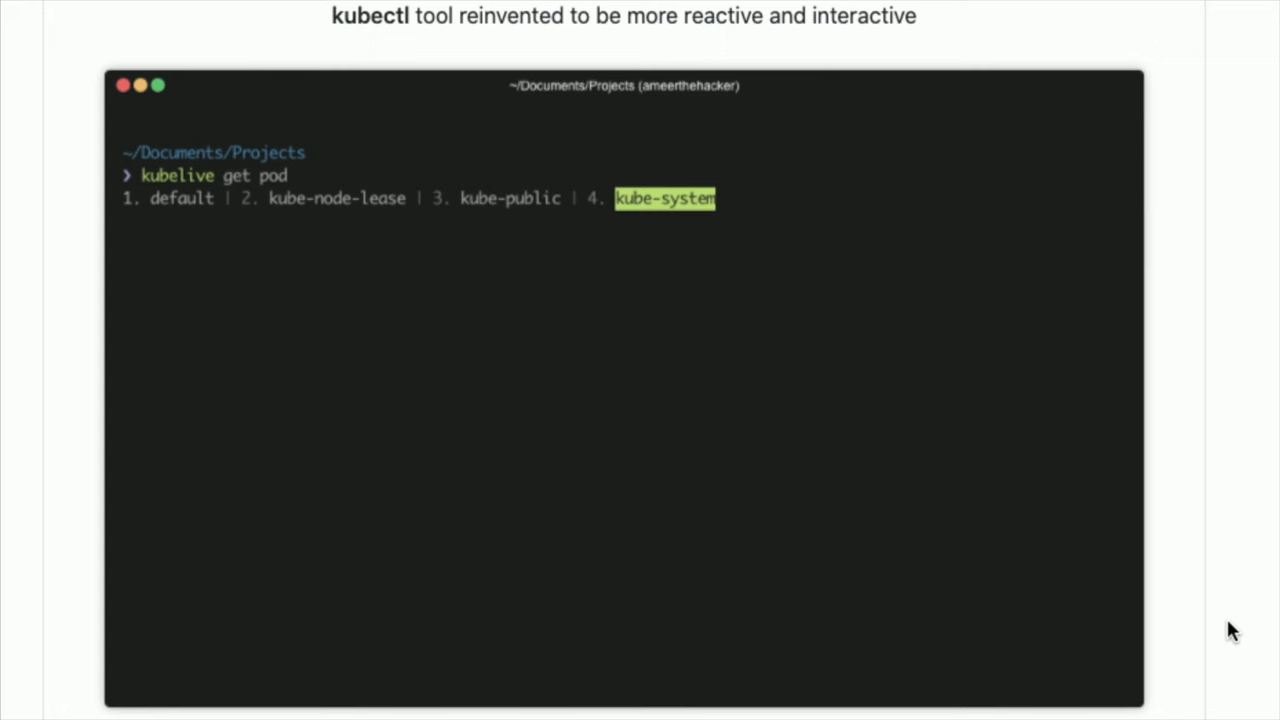 kubectl tool reinvented to be more reactive and interactive
~/Documents/Projects (ameerthehacker)
~/Documents/Projects
❯ kubelive get pod
1. default | 2. kube-node-lease | 3. kube-public | 4. kube-system